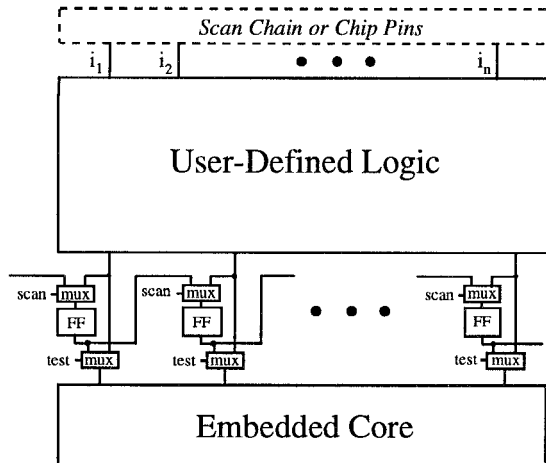 Scan Chain or Chip Pins
i1 i2 in
User-Defined Logic
scan mux scan mux scan mux
FF FF FF
test mux test mux test mux
Embedded Core